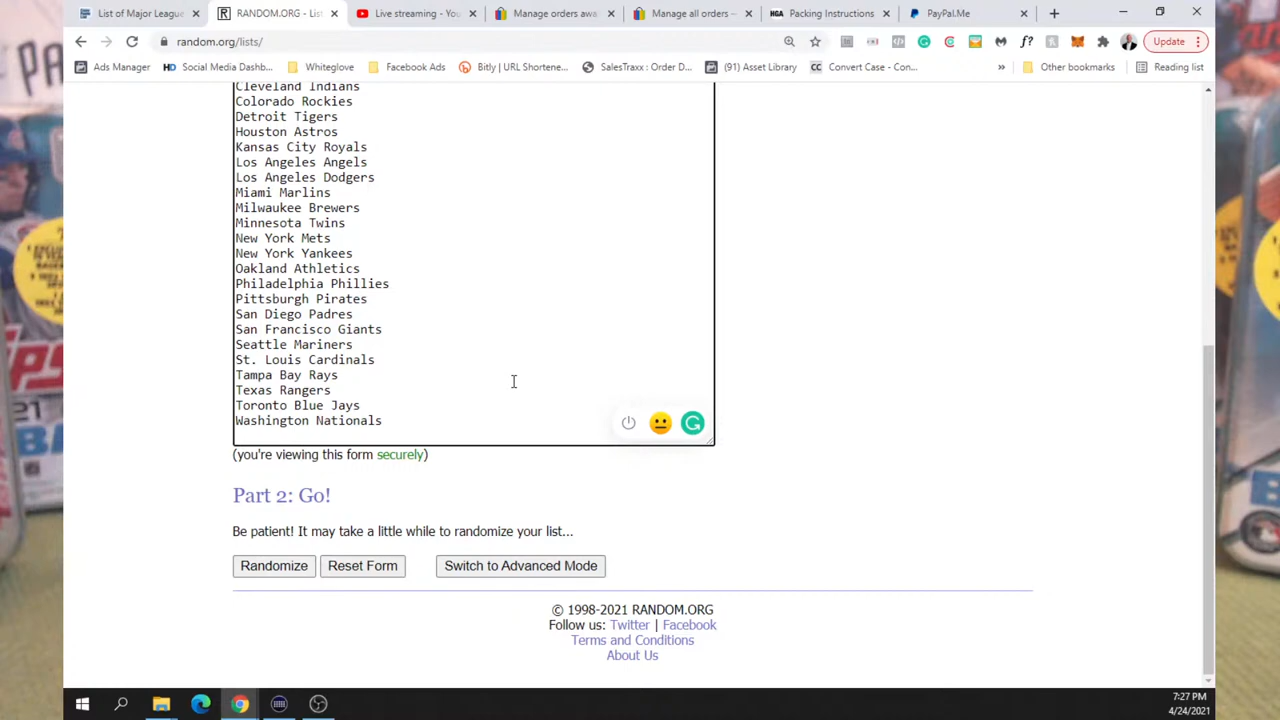 List of Major League
RANDOM.ORG - List
Live streaming - You
Manage orders awa
Manage all orders –
Packing Instructions
PayPal.Me
random.org/lists/
Update
Ads Manager
Social Media Dashb...
Whiteglove
Facebook Ads
Bitly | URL Shortene...
SalesTraxx : Order D...
(91) Asset Library
CC Convert Case - Con...
Other bookmarks
Reading list
Cleveland Indians
Colorado Rockies
Detroit Tigers
Houston Astros
Kansas City Royals
Los Angeles Angels
Los Angeles Dodgers
Miami Marlins
Milwaukee Brewers
Minnesota Twins
New York Mets
New York Yankees
Oakland Athletics
Philadelphia Phillies
Pittsburgh Pirates
San Diego Padres
San Francisco Giants
Seattle Mariners
St. Louis Cardinals
Tampa Bay Rays
Texas Rangers
Toronto Blue Jays
Washington Nationals
(you're viewing this form securely)
Part 2: Go!
Be patient! It may take a little while to randomize your list...
Randomize
Reset Form
Switch to Advanced Mode
© 1998-2021 RANDOM.ORG
Follow us: Twitter | Facebook
Terms and Conditions
About Us
7:27 PM
4/24/2021